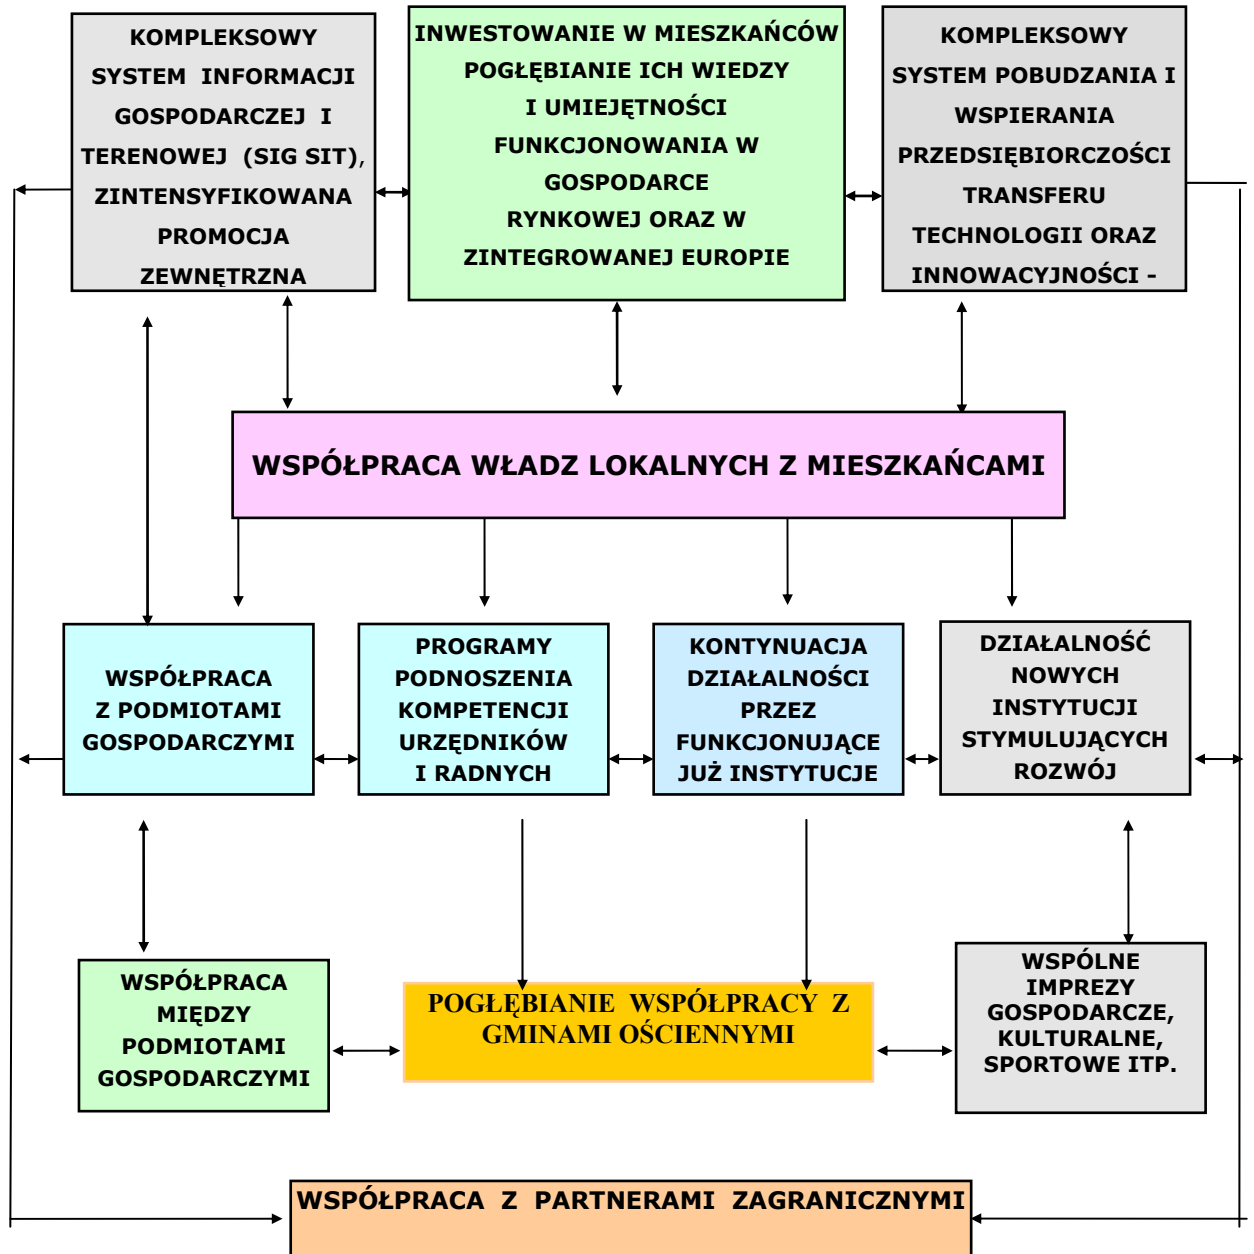 KOMPLEKSOWY
SYSTEM INFORMACJI
GOSPODARCZEJ I
TERENOWEJ (SIG SIT),
ZINTENSYFIKOWANA
PROMOCJA
ZEWNĘTRZNA
INWESTOWANIE W MIESZKAŃCÓW
POGŁĘBIANIE ICH WIEDZY
I UMIEJĘTNOŚCI
FUNKCJONOWANIA W
GOSPODARCE
RYNKOWEJ ORAZ W
ZINTEGROWANEJ EUROPIE
KOMPLEKSOWY
SYSTEM POBUDZANIA I
WSPIERANIA
PRZEDSIĘBIORCZOŚCI
TRANSFERU
TECHNOLOGII ORAZ
INNOWACYJNOŚCI -
WSPÓŁPRACA WŁADZ LOKALNYCH Z MIESZKAŃCAMI
WSPÓŁPRACA
Z PODMIOTAMI
GOSPODARCZYMI
PROGRAMY
PODNOSZENIA
KOMPETENCJI
URZĘDNIKÓW
I RADNYCH
KONTYNUACJA
DZIAŁALNOŚCI
PRZEZ
FUNKCJONUJĄCE
JUŻ INSTYTUCJE
DZIAŁALNOŚĆ
NOWYCH
INSTYTUCJI
STYMULUJĄCYCH
ROZWÓJ
WSPÓŁPRACA
MIĘDZY
PODMIOTAMI
GOSPODARCZYMI
POGŁĘBIANIE WSPÓŁPRACY Z
GMINAMI OŚCIENNYMI
WSPÓLNE
IMPREZY
GOSPODARCZE,
KULTURALNE,
SPORTOWE ITP.
WSPÓŁPRACA Z PARTNERAMI ZAGRANICZNYMI